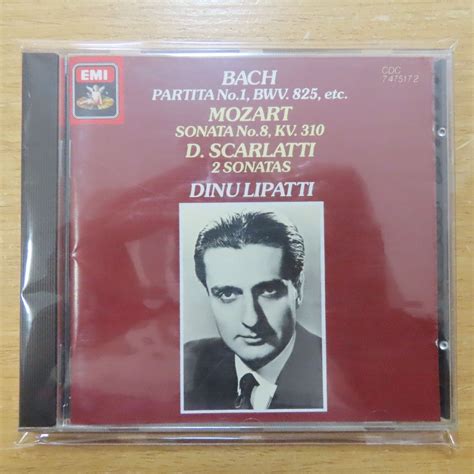 EMI
CDC
7 47517 2
BACH
PARTITA No.1, BWV. 825, etc.
MOZART
SONATA No.8, KV. 310
D. SCARLATTI
2 SONATAS
DINU LIPATTI